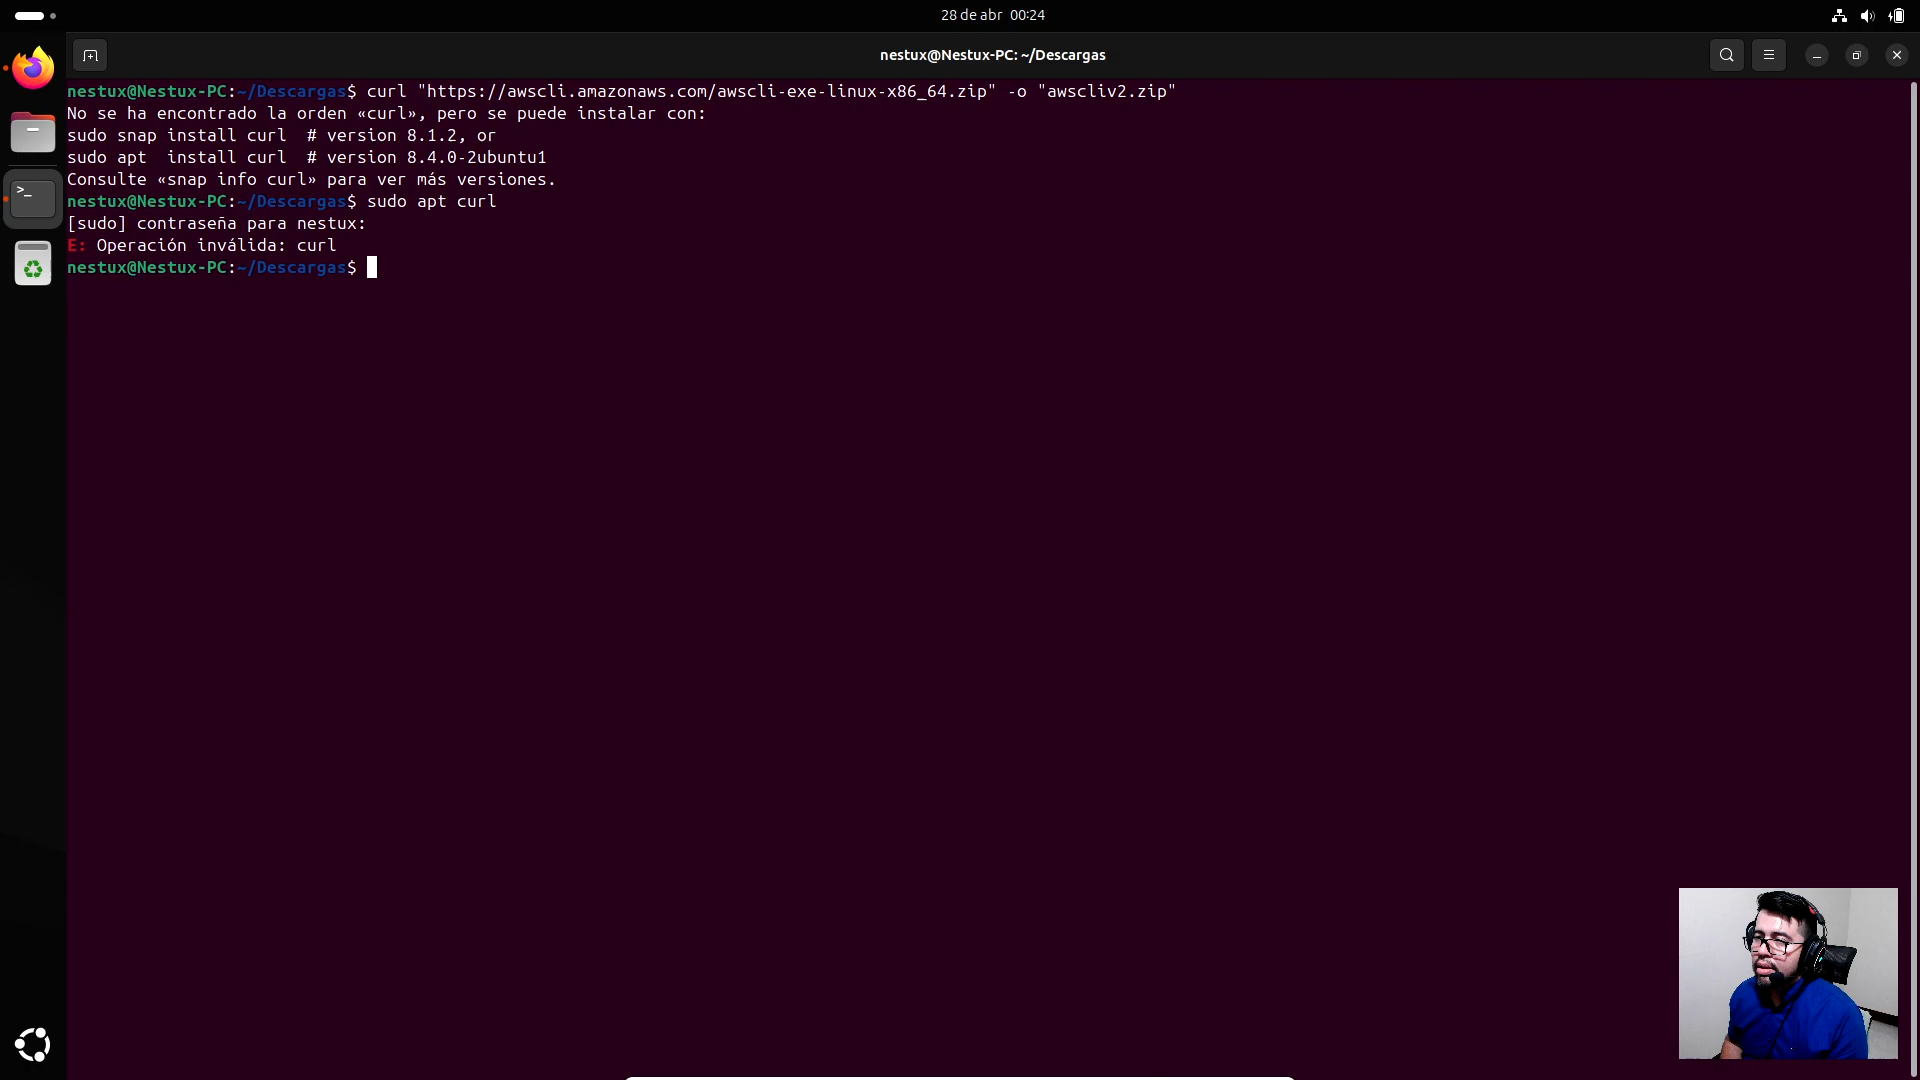 28 de abr 00:24
nestux@Nestux-PC: ~/Descargas
nestux@Nestux-PC:~/Descargas$ curl "https://awscli.amazonaws.com/awscli-exe-linux-x86_64.zip" -o "awscliv2.zip"
No se ha encontrado la orden «curl», pero se puede instalar con:
sudo snap install curl  # version 8.1.2, or
sudo apt  install curl  # version 8.4.0-2ubuntu1
Consulte «snap info curl» para ver más versiones.
nestux@Nestux-PC:~/Descargas$ sudo apt curl
[sudo] contraseña para nestux:
E: Operación inválida: curl
nestux@Nestux-PC:~/Descargas$